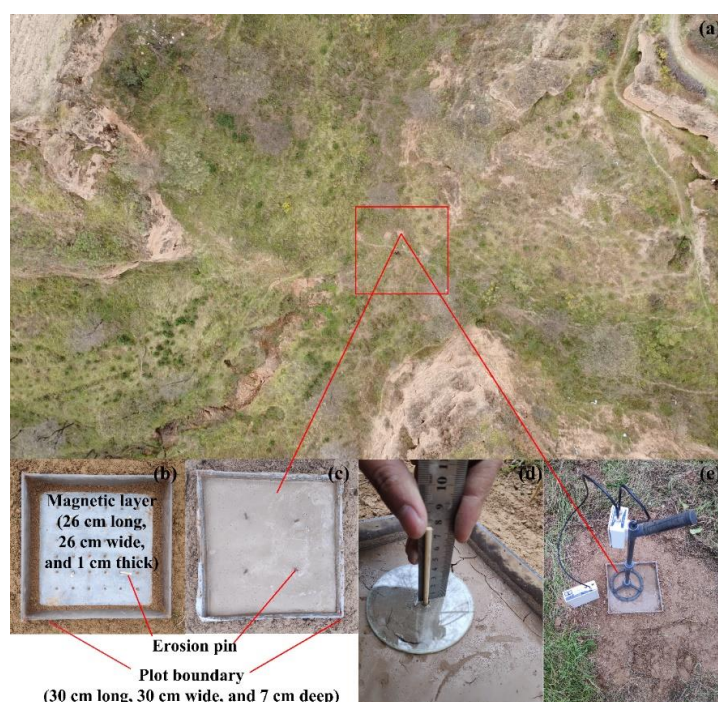 (a)
(b)
(c)
(d)
(e)
Magnetic layer
(26 cm long,
26 cm wide,
and 1 cm thick)
Erosion pin
Plot boundary
(30 cm long, 30 cm wide, and 7 cm deep)